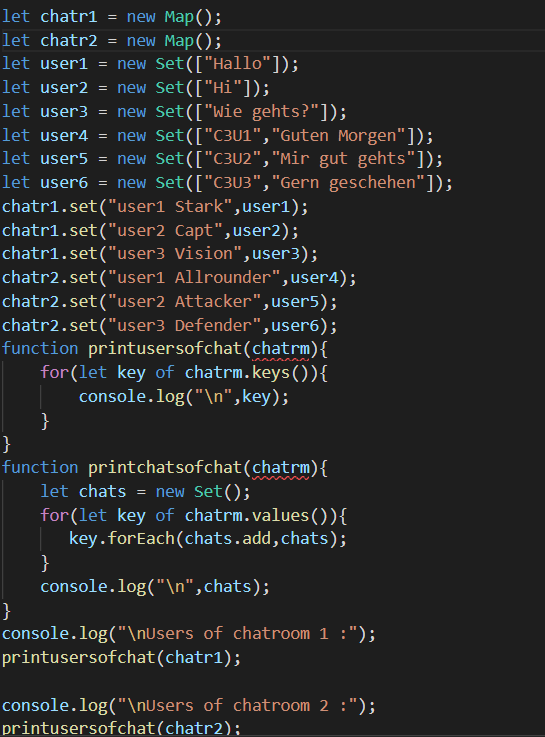 let chatr1 = new Map();
let chatr2 = new Map();
let user1 = new Set(["Hallo"]);
let user2 = new Set(["Hi"]);
let user3 = new Set(["Wie gehts?"]);
let user4 = new Set(["C3U1","Guten Morgen"]);
let user5 = new Set(["C3U2","Mir gut gehts"]);
let user6 = new Set(["C3U3","Gern geschehen"]);
chatr1.set("user1 Stark",user1);
chatr1.set("user2 Capt",user2);
chatr1.set("user3 Vision",user3);
chatr2.set("user1 Allrounder",user4);
chatr2.set("user2 Attacker",user5);
chatr2.set("user3 Defender",user6);
function printusersofchat(chatrm){
    for(let key of chatrm.keys()){
        console.log("\n",key);
    }
}
function printchatsofchat(chatrm){
    let chats = new Set();
    for(let key of chatrm.values()){
       key.forEach(chats.add,chats);
    }
    console.log("\n",chats);
}
console.log("\nUsers of chatroom 1 :");
printusersofchat(chatr1);

console.log("\nUsers of chatroom 2 :");
printusersofchat(chatr2);